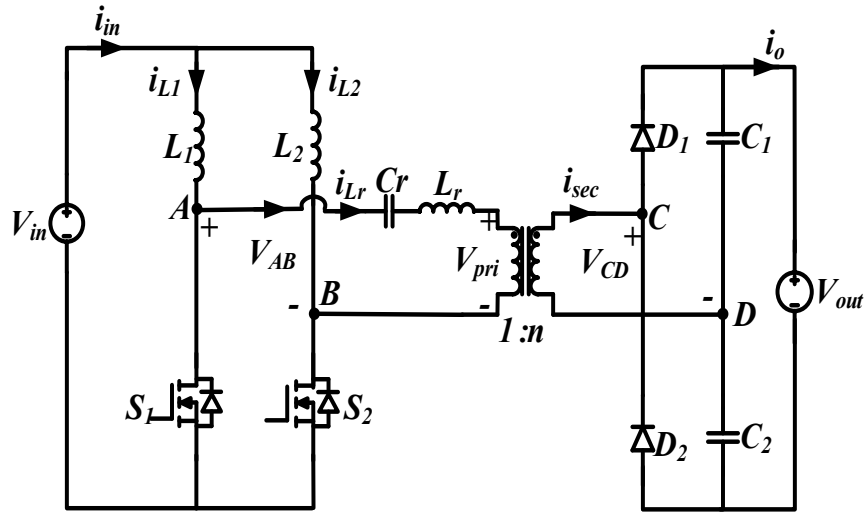 i_in
i_o
i_L1
i_L2
L_1
L_2
i_Lr
Cr
L_r
i_sec
D_1
C_1
A
C
V_in
+
-
+
V_AB
+
V_pri
+
V_CD
+
-
V_out
B
-
-
-
D
1:n
S_1
S_2
D_2
C_2